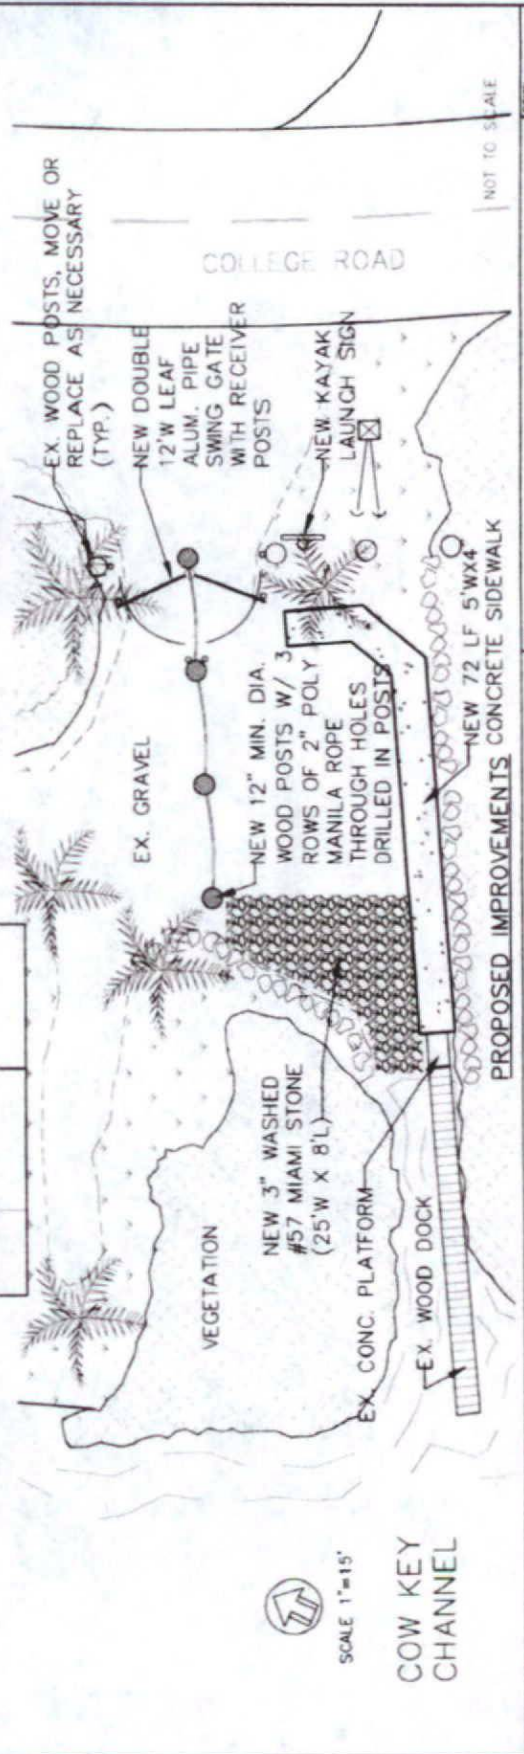 EX. WOOD POSTS, MOVE OR
REPLACE AS NECESSARY
(TYP.)
NEW DOUBLE
12'W LEAF
ALUM. PIPE
SWING GATE
WITH RECEIVER
POSTS
COLLEGE ROAD
NOT TO SCALE
NEW KAYAK
LAUNCH SIGN
EX. GRAVEL
NEW 12" MIN. DIA.
WOOD POSTS W/ 3
ROWS OF 2" POLY
MANILA ROPE
THROUGH HOLES
DRILLED IN POSTS
NEW 72 LF 5'WX4
CONCRETE SIDEWALK
PROPOSED IMPROVEMENTS
VEGETATION
NEW 3" WASHED
#57 MIAMI STONE
(25'W X 8'L)
EX. CONC. PLATFORM
EX. WOOD DOCK
SCALE 1"=15'
COW KEY
CHANNEL